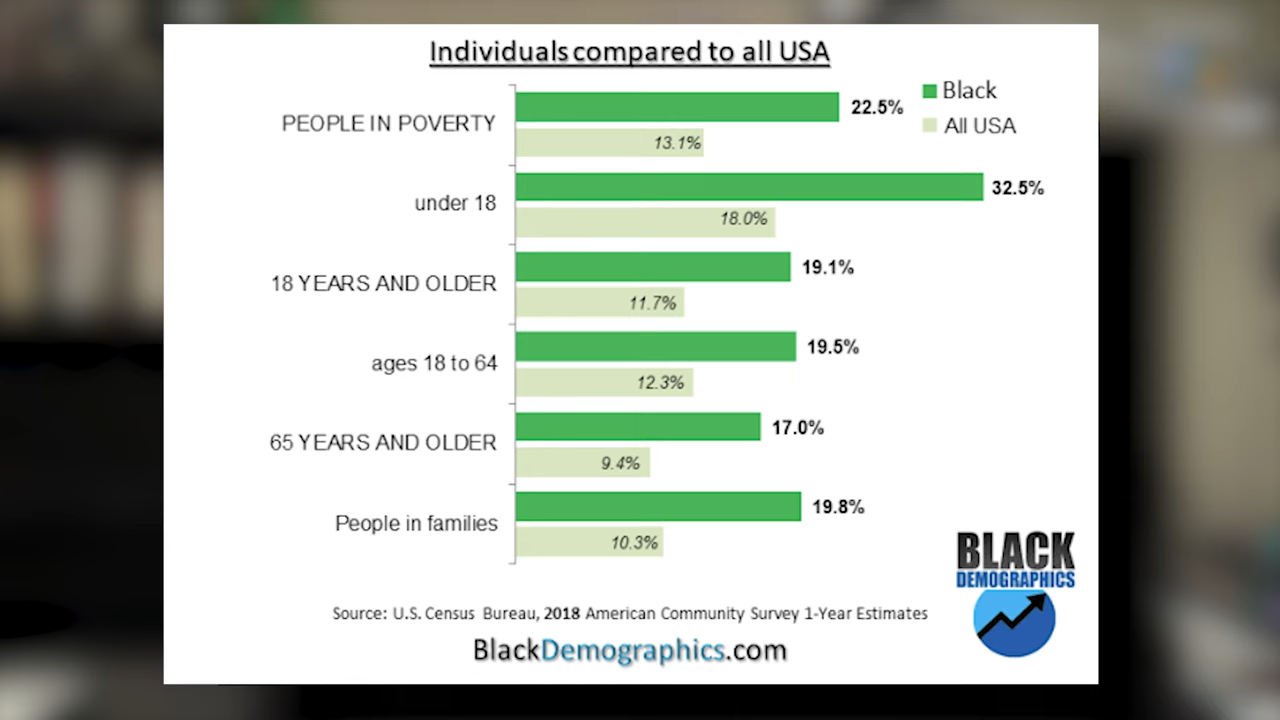 Individuals compared to all USA
Black
All USA
PEOPLE IN POVERTY
22.5%
13.1%
under 18
32.5%
18.0%
18 YEARS AND OLDER
19.1%
11.7%
ages 18 to 64
19.5%
12.3%
65 YEARS AND OLDER
17.0%
9.4%
People in families
19.8%
10.3%
BLACK
DEMOGRAPHICS
Source: U.S. Census Bureau, 2018 American Community Survey 1-Year Estimates
BlackDemographics.com